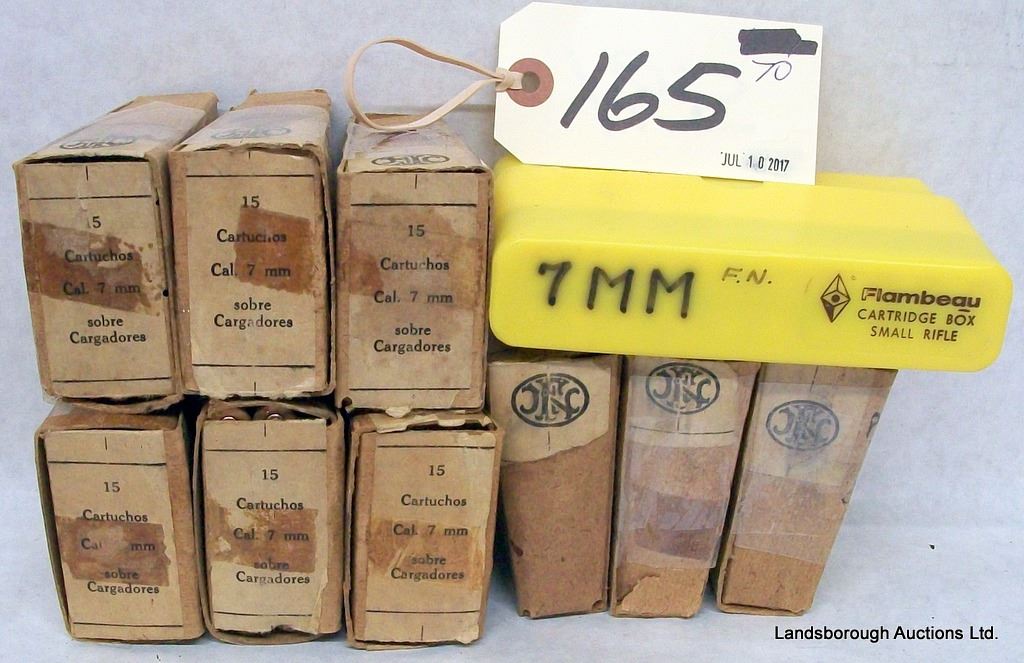 165
70
JUL 10 2017
7MM
F.N.
Flambeau
CARTRIDGE BOX
SMALL RIFLE
15
Cartuchos
Cal. 7 mm
sobre
Cargadores
15
Cartuchos
Cal. 7 mm
sobre
Cargadores
15
Cartuchos
Cal. 7 mm
sobre
Cargadores
FN
FN
FN
FN
15
Cartuchos
mm
sobre
Cargadores
15
Cartuchos
Cal. 7 mm
sobre
Cargadores
15
Cartuchos
Cal. 7 mm
sobre
Cargadores
Landsborough Auctions Ltd.